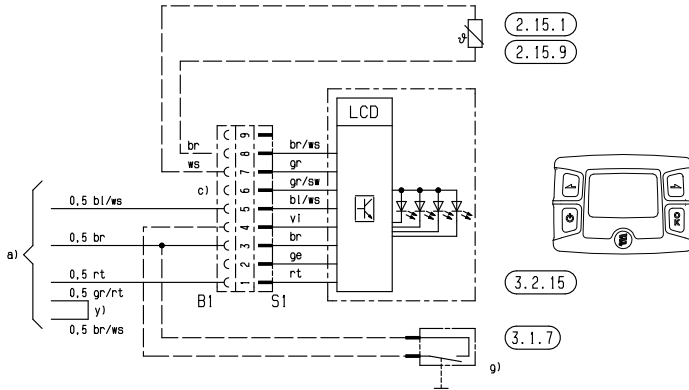 2.15.1
2.15.9
ϑ
LCD
9
br 8 br/ws
ws 7 gr
c) 6 gr/sw
0,5 bl/ws 5 bl/ws
4 vi
a) 0,5 br 3 br
2 ge
0,5 rt 1 rt
0,5 gr/rt
y)
0,5 br/ws
B1 S1
OK
3.2.15
3.1.7
g)